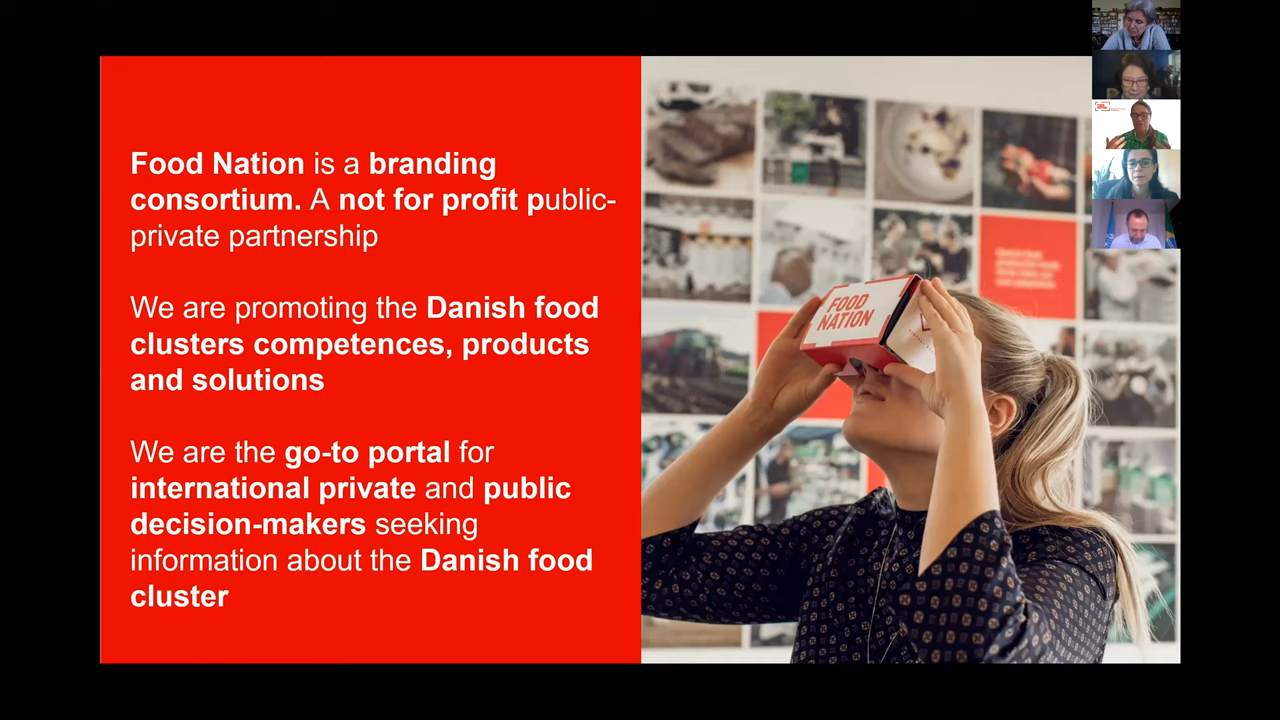 Food Nation is a branding
consortium. A not for profit public-
private partnership
We are promoting the Danish food
clusters competences, products
and solutions
We are the go-to portal for
international private and public
decision-makers seeking
information about the Danish food
cluster
FOOD
NATION